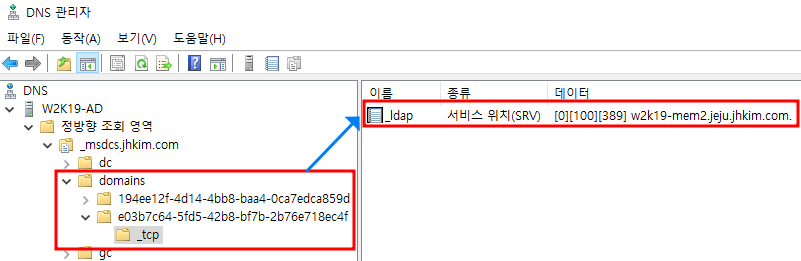 DNS 관리자
파일(F) 동작(A) 보기(V) 도움말(H)
DNS
W2K19-AD
정방향 조회 영역
_msdcs.jhkim.com
dc
domains
194ee12f-4d14-4bb8-baa4-0ca7edca859d
e03b7c64-5fd5-42b8-bf7b-2b76e718ec4f
_tcp
gc
이름 종류 데이터
_ldap 서비스 위치(SRV) [0][100][389] w2k19-mem2.jeju.jhkim.com.